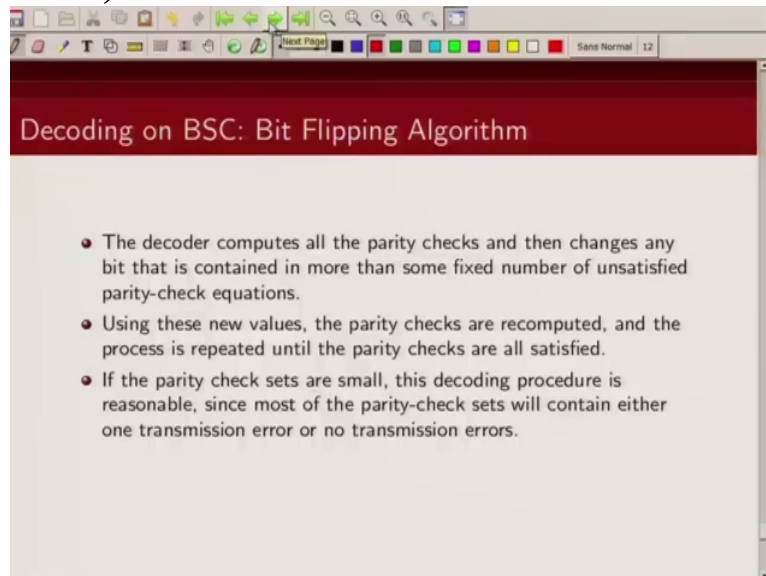 Next Page
Sans Normal 12
Decoding on BSC: Bit Flipping Algorithm
The decoder computes all the parity checks and then changes any
bit that is contained in more than some fixed number of unsatisfied
parity-check equations.
Using these new values, the parity checks are recomputed, and the
process is repeated until the parity checks are all satisfied.
If the parity check sets are small, this decoding procedure is
reasonable, since most of the parity-check sets will contain either
one transmission error or no transmission errors.